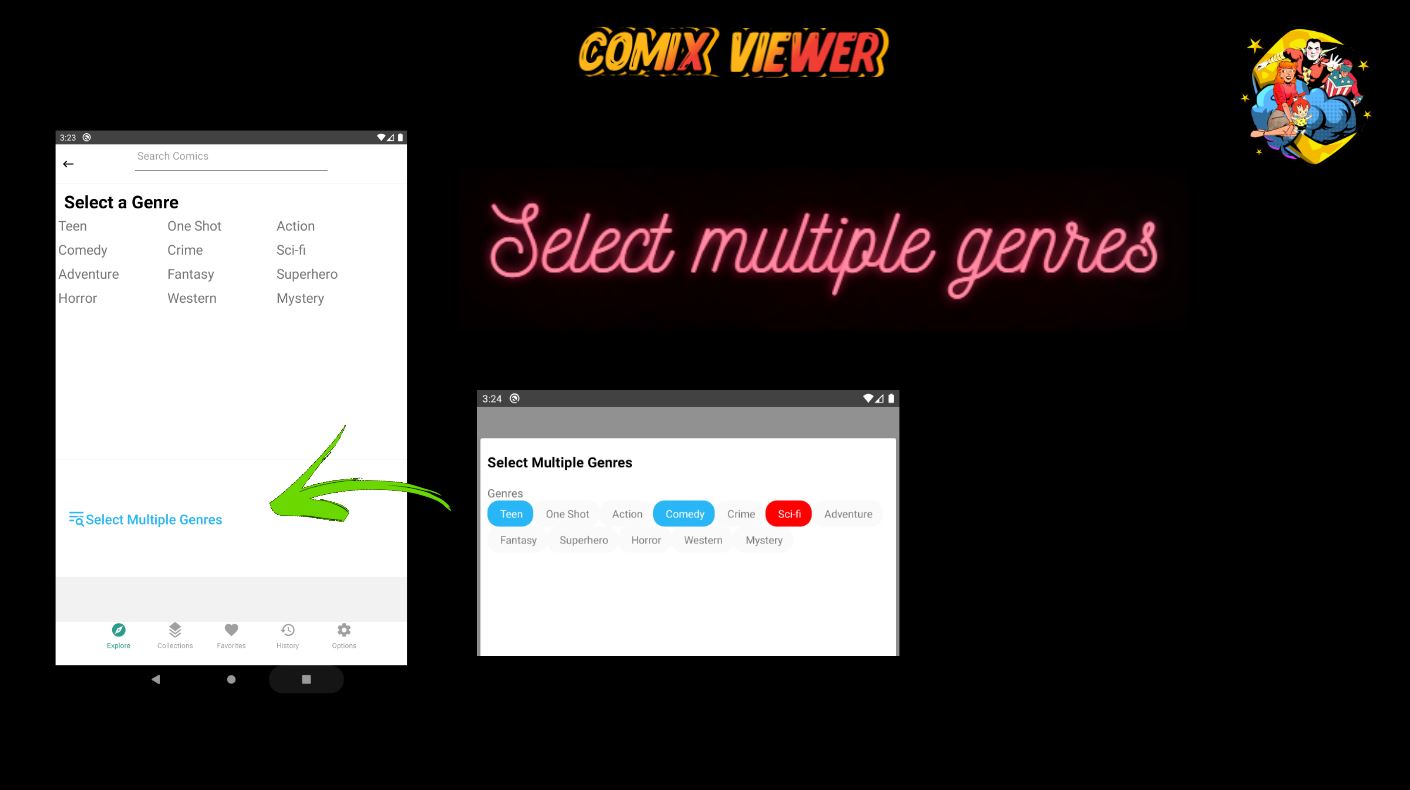 COMIX VIEWER
Select multiple genres
3:23
Search Comics
Select a Genre
Teen One Shot Action
Comedy Crime Sci-fi
Adventure Fantasy Superhero
Horror Western Mystery
Select Multiple Genres
Explore Collections Favorites History Options
3:24
Select Multiple Genres
Genres
Teen One Shot Action Comedy Crime Sci-fi Adventure
Fantasy Superhero Horror Western Mystery